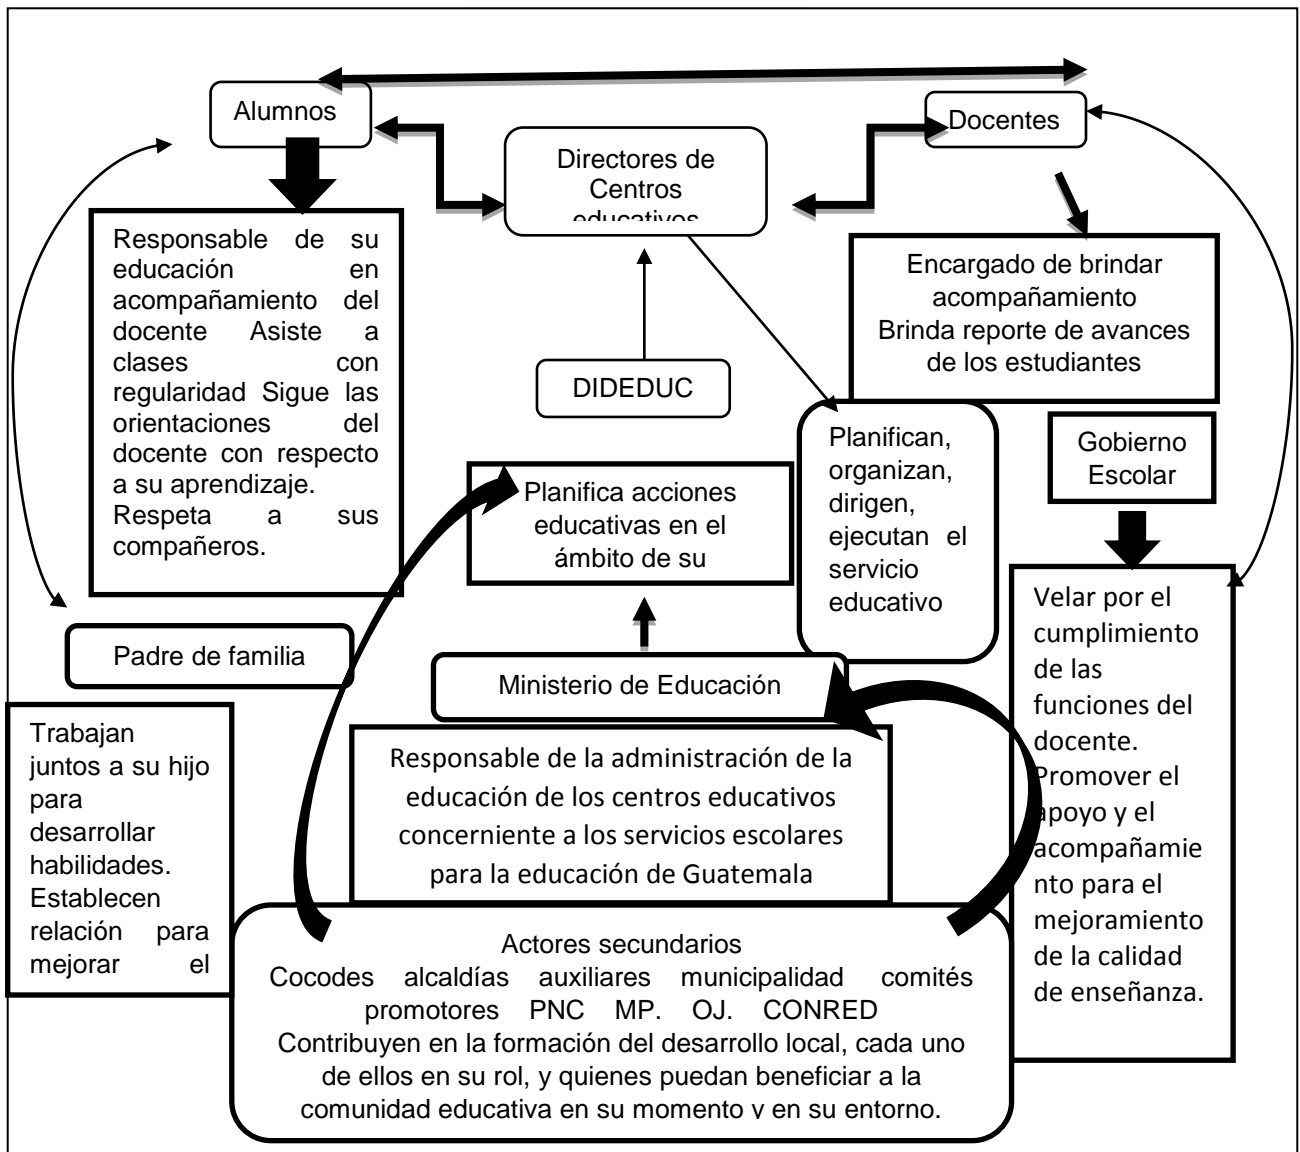 Alumnos
Docentes
Directores de
Centros
educativos
Responsable de su
educación en
acompañamiento del
docente Asiste a
clases con
regularidad Sigue las
orientaciones del
docente con respecto
a su aprendizaje.
Respeta a sus
compañeros.
Encargado de brindar
acompañamiento
Brinda reporte de avances
de los estudiantes
DIDEDUC
Planifican,
organizan,
dirigen,
ejecutan el
servicio
educativo
Gobierno
Escolar
Planifica acciones
educativas en el
ámbito de su
Velar por el
cumplimiento
de las
funciones del
docente.
Promover el
apoyo y el
acompañamie
nto para el
mejoramiento
de la calidad
de enseñanza.
Padre de familia
Ministerio de Educación
Trabajan
juntos a su hijo
para
desarrollar
habilidades.
Establecen
relación para
mejorar el
Responsable de la administración de la
educación de los centros educativos
concerniente a los servicios escolares
para la educación de Guatemala
Actores secundarios
Cocodes alcaldías auxiliares municipalidad comités
promotores PNC MP. OJ. CONRED
Contribuyen en la formación del desarrollo local, cada uno
de ellos en su rol, y quienes puedan beneficiar a la
comunidad educativa en su momento y en su entorno.